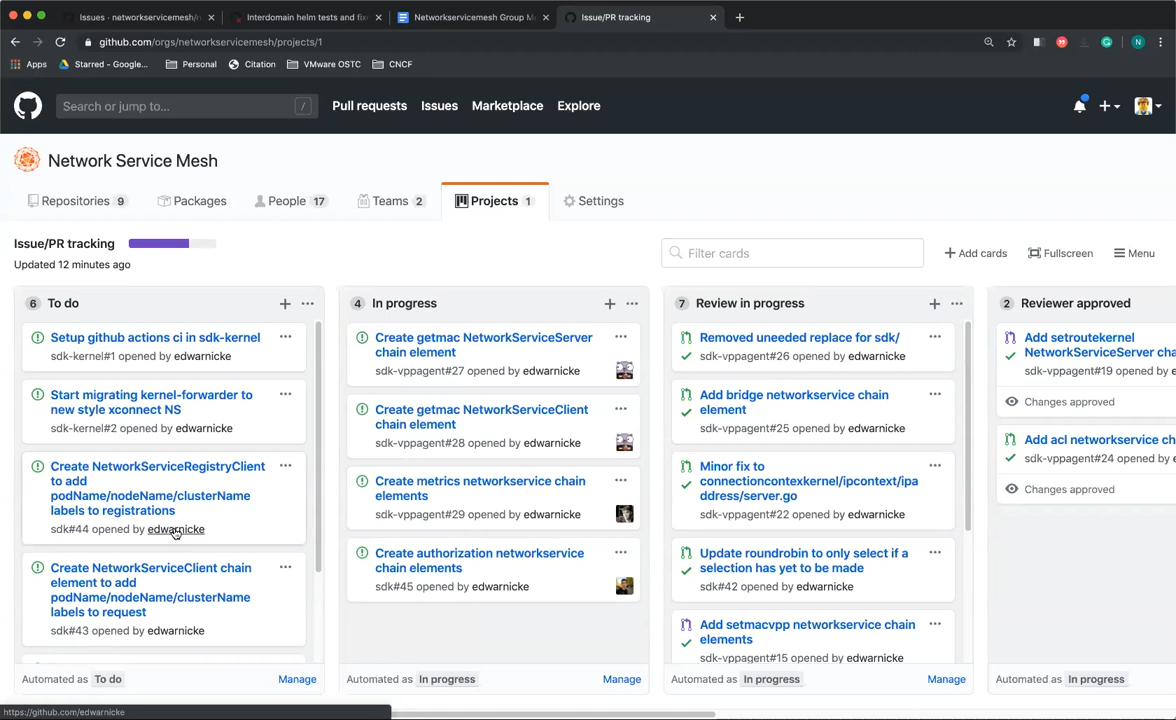 Issues · networkservicemesh/n
Interdomain helm tests and fix
Networkservicemesh Group M
Issue/PR tracking
github.com/orgs/networkservicemesh/projects/1
N
Apps
Starred - Google...
Personal
Citation
VMware OSTC
CNCF
Search or jump to...
/
Pull requests
Issues
Marketplace
Explore
Network Service Mesh
Repositories 9
Packages
People 17
Teams 2
Projects 1
Settings
Issue/PR tracking
Updated 12 minutes ago
Filter cards
Add cards
Fullscreen
Menu
6 To do
Setup github actions ci in sdk-kernel
sdk-kernel#1 opened by edwarnicke
Start migrating kernel-forwarder to
new style xconnect NS
sdk-kernel#2 opened by edwarnicke
Create NetworkServiceRegistryClient
to add
podName/nodeName/clusterName
labels to registrations
sdk#44 opened by edwarnicke
Create NetworkServiceClient chain
element to add
podName/nodeName/clusterName
labels to request
sdk#43 opened by edwarnicke
Automated as To do
Manage
4 In progress
Create getmac NetworkServiceServer
chain element
sdk-vppagent#27 opened by edwarnicke
Create getmac NetworkServiceClient
chain element
sdk-vppagent#28 opened by edwarnicke
Create metrics networkservice chain
elements
sdk-vppagent#29 opened by edwarnicke
Create authorization networkservice
chain elements
sdk#45 opened by edwarnicke
Automated as In progress
Manage
7 Review in progress
Removed uneeded replace for sdk/
sdk-vppagent#26 opened by edwarnicke
Add bridge networkservice chain
element
sdk-vppagent#25 opened by edwarnicke
Minor fix to
connectioncontexkernel/ipcontext/ipa
ddress/server.go
sdk-vppagent#22 opened by edwarnicke
Update roundrobin to only select if a
selection has yet to be made
sdk#42 opened by edwarnicke
Add setmacvpp networkservice chain
elements
sdk-vppagent#15 opened by edwarnicke
Automated as In progress
Manage
2 Reviewer approved
Add setroutekernel
NetworkServiceServer cha
sdk-vppagent#19 opened by e
Changes approved
Add acl networkservice ch
sdk-vppagent#24 opened by e
Changes approved
Automated as In progress
https://github.com/edwarnicke